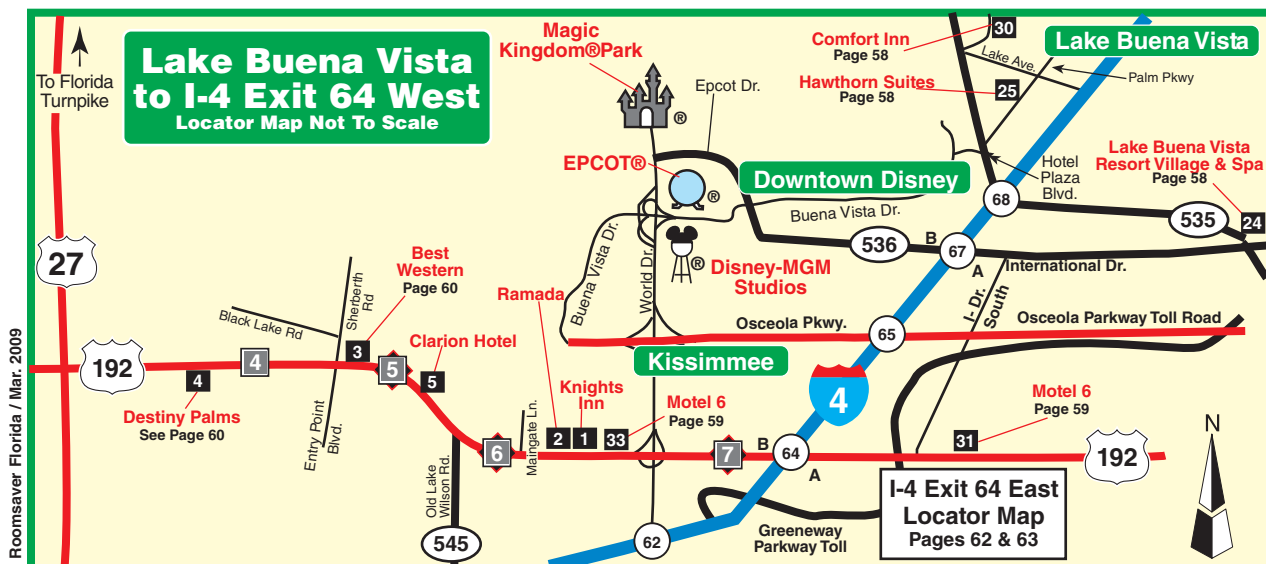 Lake Buena Vista
to I-4 Exit 64 West
Locator Map Not To Scale
To Florida
Turnpike
Magic
Kingdom®Park
®
Epcot Dr.
EPCOT®
®
Comfort Inn
Page 58
30
Hawthorn Suites
Page 58
25
Lake Ave.
Lake Buena Vista
Palm Pkwy
Lake Buena Vista
Resort Village & Spa
Page 58
24
Hotel
Plaza
Blvd.
Downtown Disney
Buena Vista Dr.
68
535
536
B
67
A
International Dr.
I- Dr.
South
27
Best
Western
Page 60
Sherberth
Rd
Black Lake Rd
Ramada
Buena Vista Dr.
World Dr.
®
Disney-MGM
Studios
Osceola Pkwy.
65
Osceola Parkway Toll Road
Kissimmee
4
192
4
3
5
Clarion Hotel
5
4
Destiny Palms
See Page 60
Entry Point
Blvd.
Knights
Inn
Motel 6
Page 59
Motel 6
Page 59
6
Maingate Ln.
2
1
33
7
B
64
A
31
192
Old Lake
Wilson Rd.
545
62
Greeneway
Parkway Toll
I-4 Exit 64 East
Locator Map
Pages 62 & 63
N
Roomsaver Florida / Mar. 2009